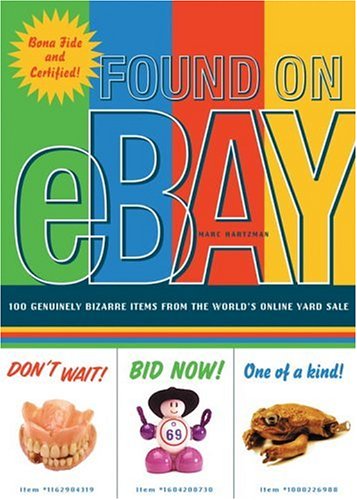 Bona Fide
and
Certified!
FOUND ON
eBAY
MARC HARTZMAN
100 GENUINELY BIZARRE ITEMS FROM THE WORLD'S ONLINE YARD SALE
DON'T WAIT!
BID NOW!
One of a kind!
69
Item #1162904319
Item #1604200730
Item #1000226988